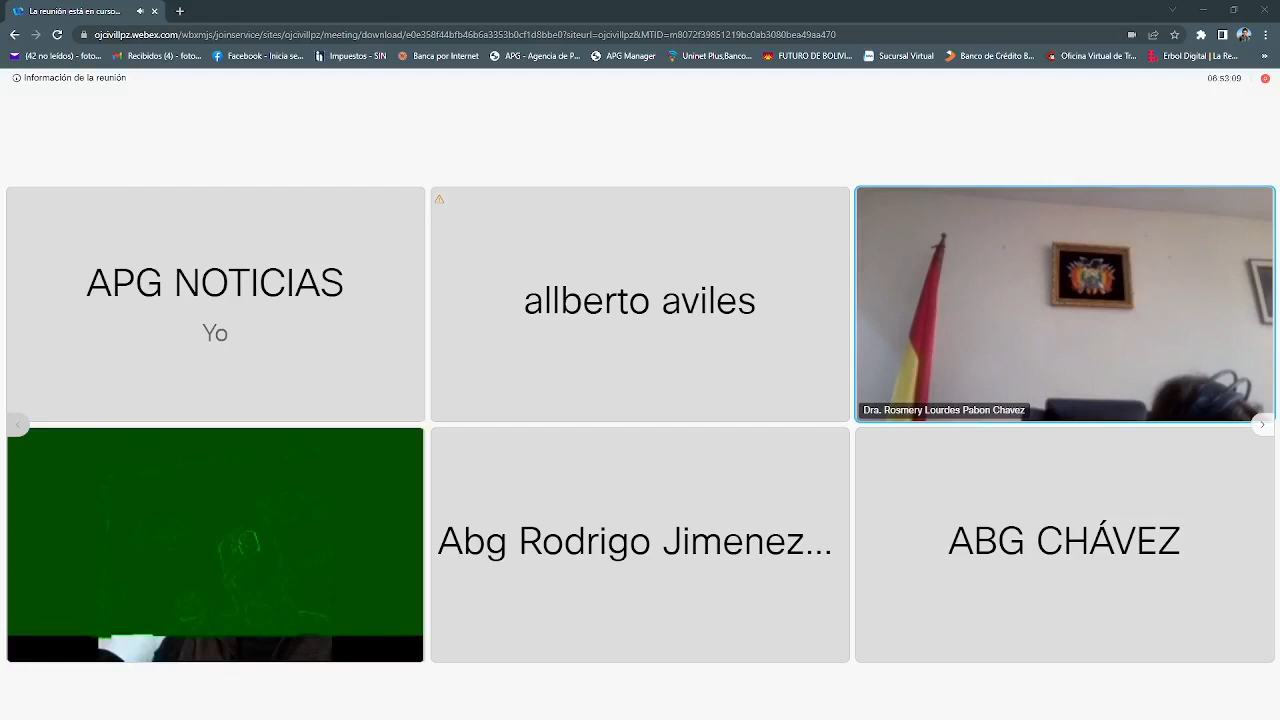 La reunión está en curso...
ojcivillpz.webex.com/wbxmjs/joinservice/sites/ojcivillpz/meeting/download/e0e358f44b1b46b6a33533c8cf1d6be0?siteurl=ojcivillpz&MTID=m8072f39851219bc0ab3080bea49aa470
(42 no leídos) - foto...
Recibidos (4) - fotoa...
Facebook - Inicia se...
Impuestos - SIN
Banca por Internet
APG - Agencia de P...
APG Manager
Uninet Plus,Banco...
FUTURO DE BOLIVI...
Sucursal Virtual
Banco de Crédito B...
Oficina Virtual de Tr...
Erbol Digital | La Re...
Información de la reunión
06:53:09
APG NOTICIAS
Yo
allberto aviles
Dra. Rosmery Lourdes Pabon Chavez
Abg Rodrigo Jimenez...
ABG CHÁVEZ